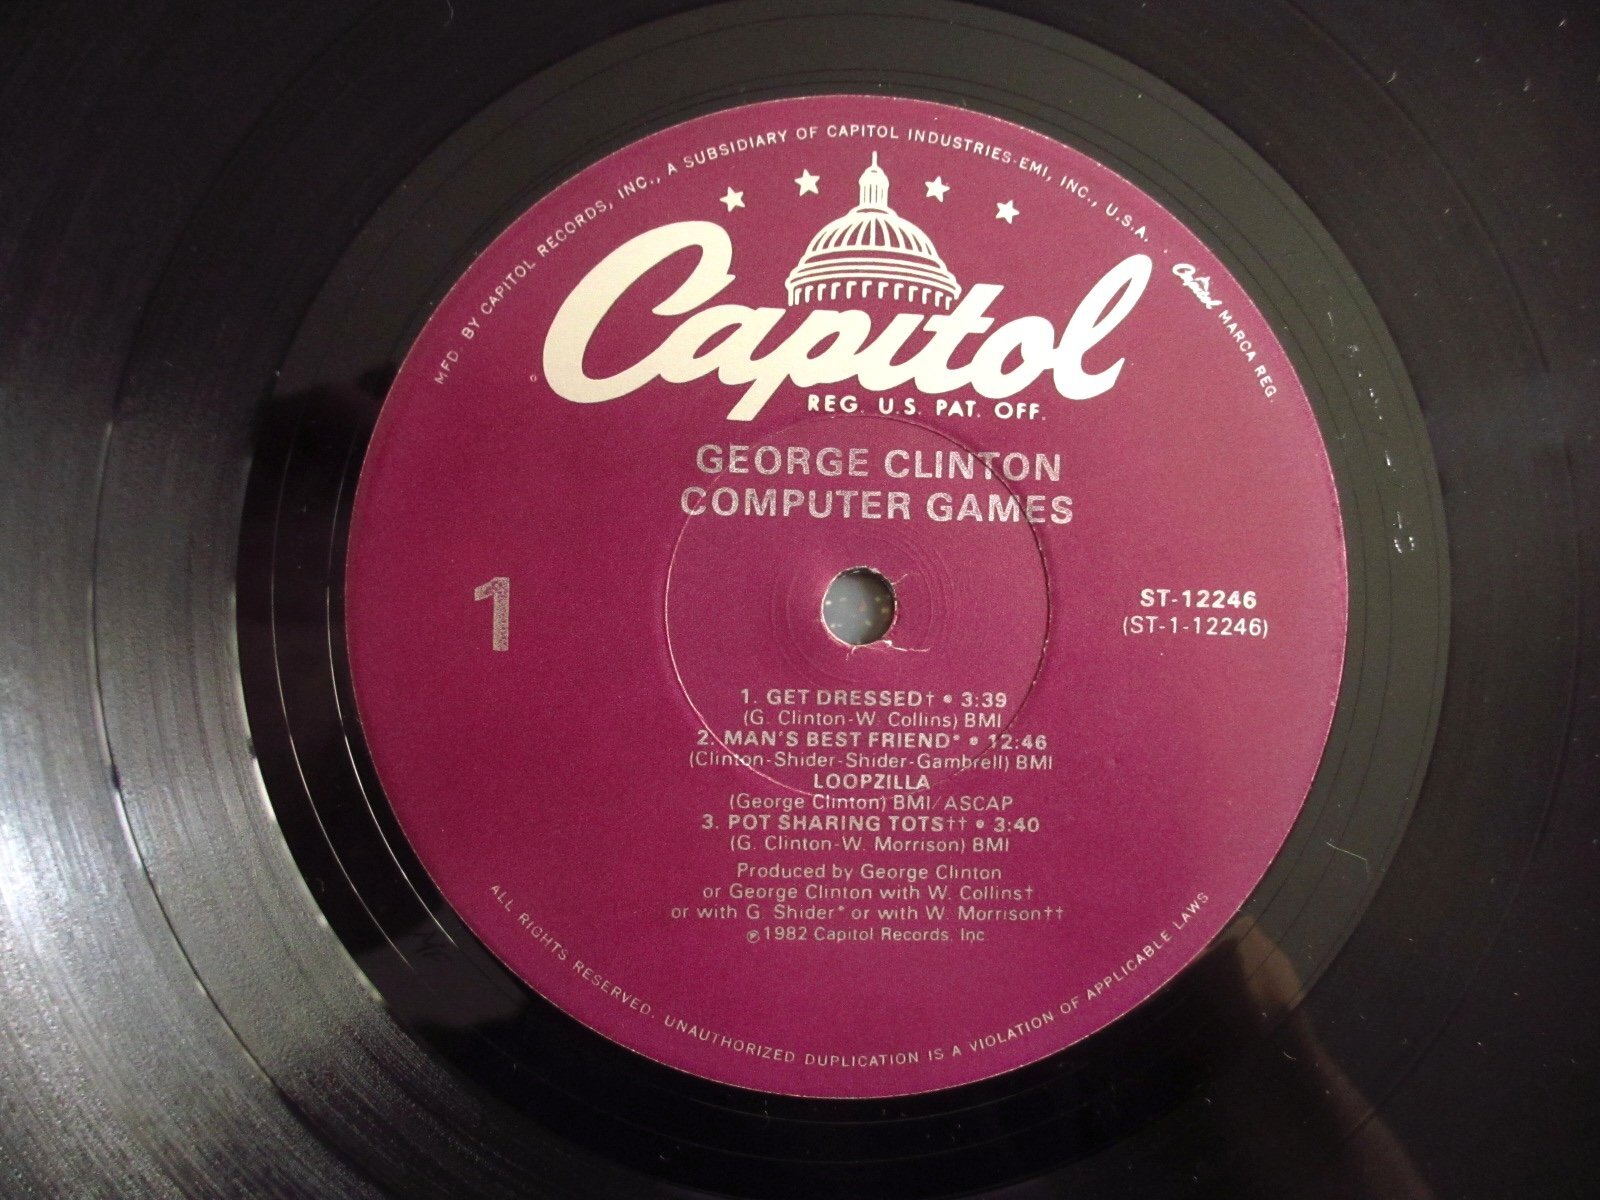 MFD. BY CAPITOL RECORDS, INC., A SUBSIDIARY OF CAPITOL INDUSTRIES-EMI, INC., U.S.A. · Capitol MARCA REG.
Capitol
REG. U.S. PAT. OFF.
GEORGE CLINTON
COMPUTER GAMES
1
ST-12246
(ST-1-12246)
1. GET DRESSED† • 3:39
(G. Clinton-W. Collins) BMI
2. MAN'S BEST FRIEND* • 12:46
(Clinton-Shider-Shider-Gambrell) BMI
LOOPZILLA
(George Clinton) BMI/ASCAP
3. POT SHARING TOTS†† • 3:40
(G. Clinton-W. Morrison) BMI
Produced by George Clinton
or George Clinton with W. Collins†
or with G. Shider* or with W. Morrison††
℗1982 Capitol Records, Inc
ALL RIGHTS RESERVED. UNAUTHORIZED DUPLICATION IS A VIOLATION OF APPLICABLE LAWS